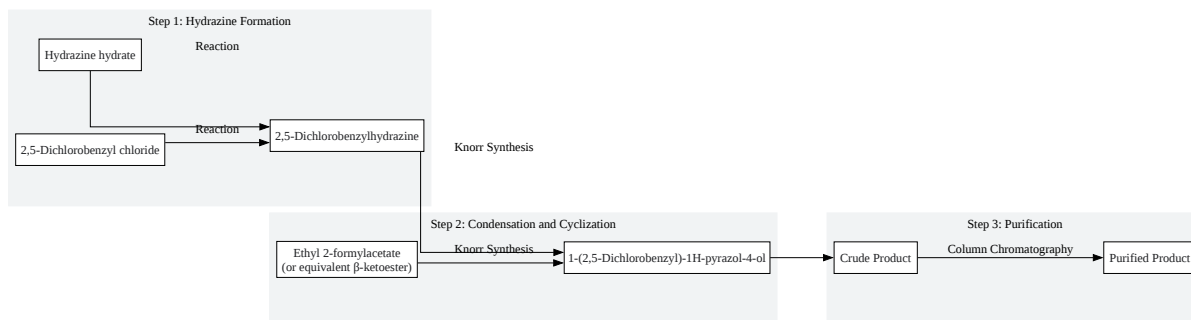 Step 1: Hydrazine Formation
Hydrazine hydrate
Reaction
Reaction
2,5-Dichlorobenzyl chloride
2,5-Dichlorobenzylhydrazine
Knorr Synthesis
Step 2: Condensation and Cyclization
Ethyl 2-formylacetate
(or equivalent β-ketoester)
Knorr Synthesis
1-(2,5-Dichlorobenzyl)-1H-pyrazol-4-ol
Step 3: Purification
Crude Product
Column Chromatography
Purified Product